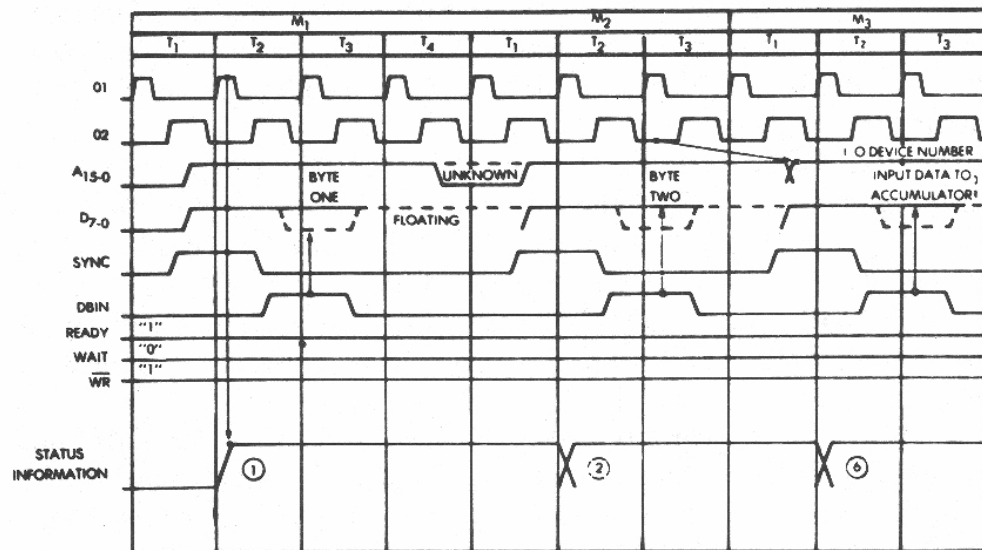 M1 M2 M3
T1 T2 T3 T4 T1 T2 T3 T1 T2 T3
01
02
A15-0 UNKNOWN I O DEVICE NUMBER
BYTE ONE
BYTE TWO
INPUT DATA TO ACCUMULATOR
D7-0 FLOATING
SYNC
DBIN
READY "1"
WAIT "0"
WR "1"
STATUS INFORMATION 1 2 6